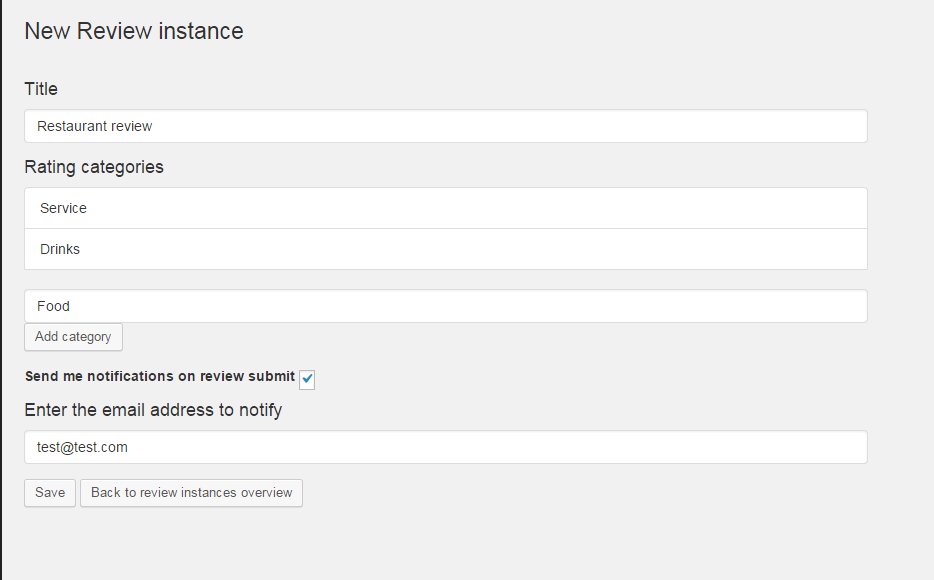 New Review instance
Title
Restaurant review
Rating categories
Service
Drinks
Food
Add category
Send me notifications on review submit
Enter the email address to notify
test@test.com
Save Back to review instances overview